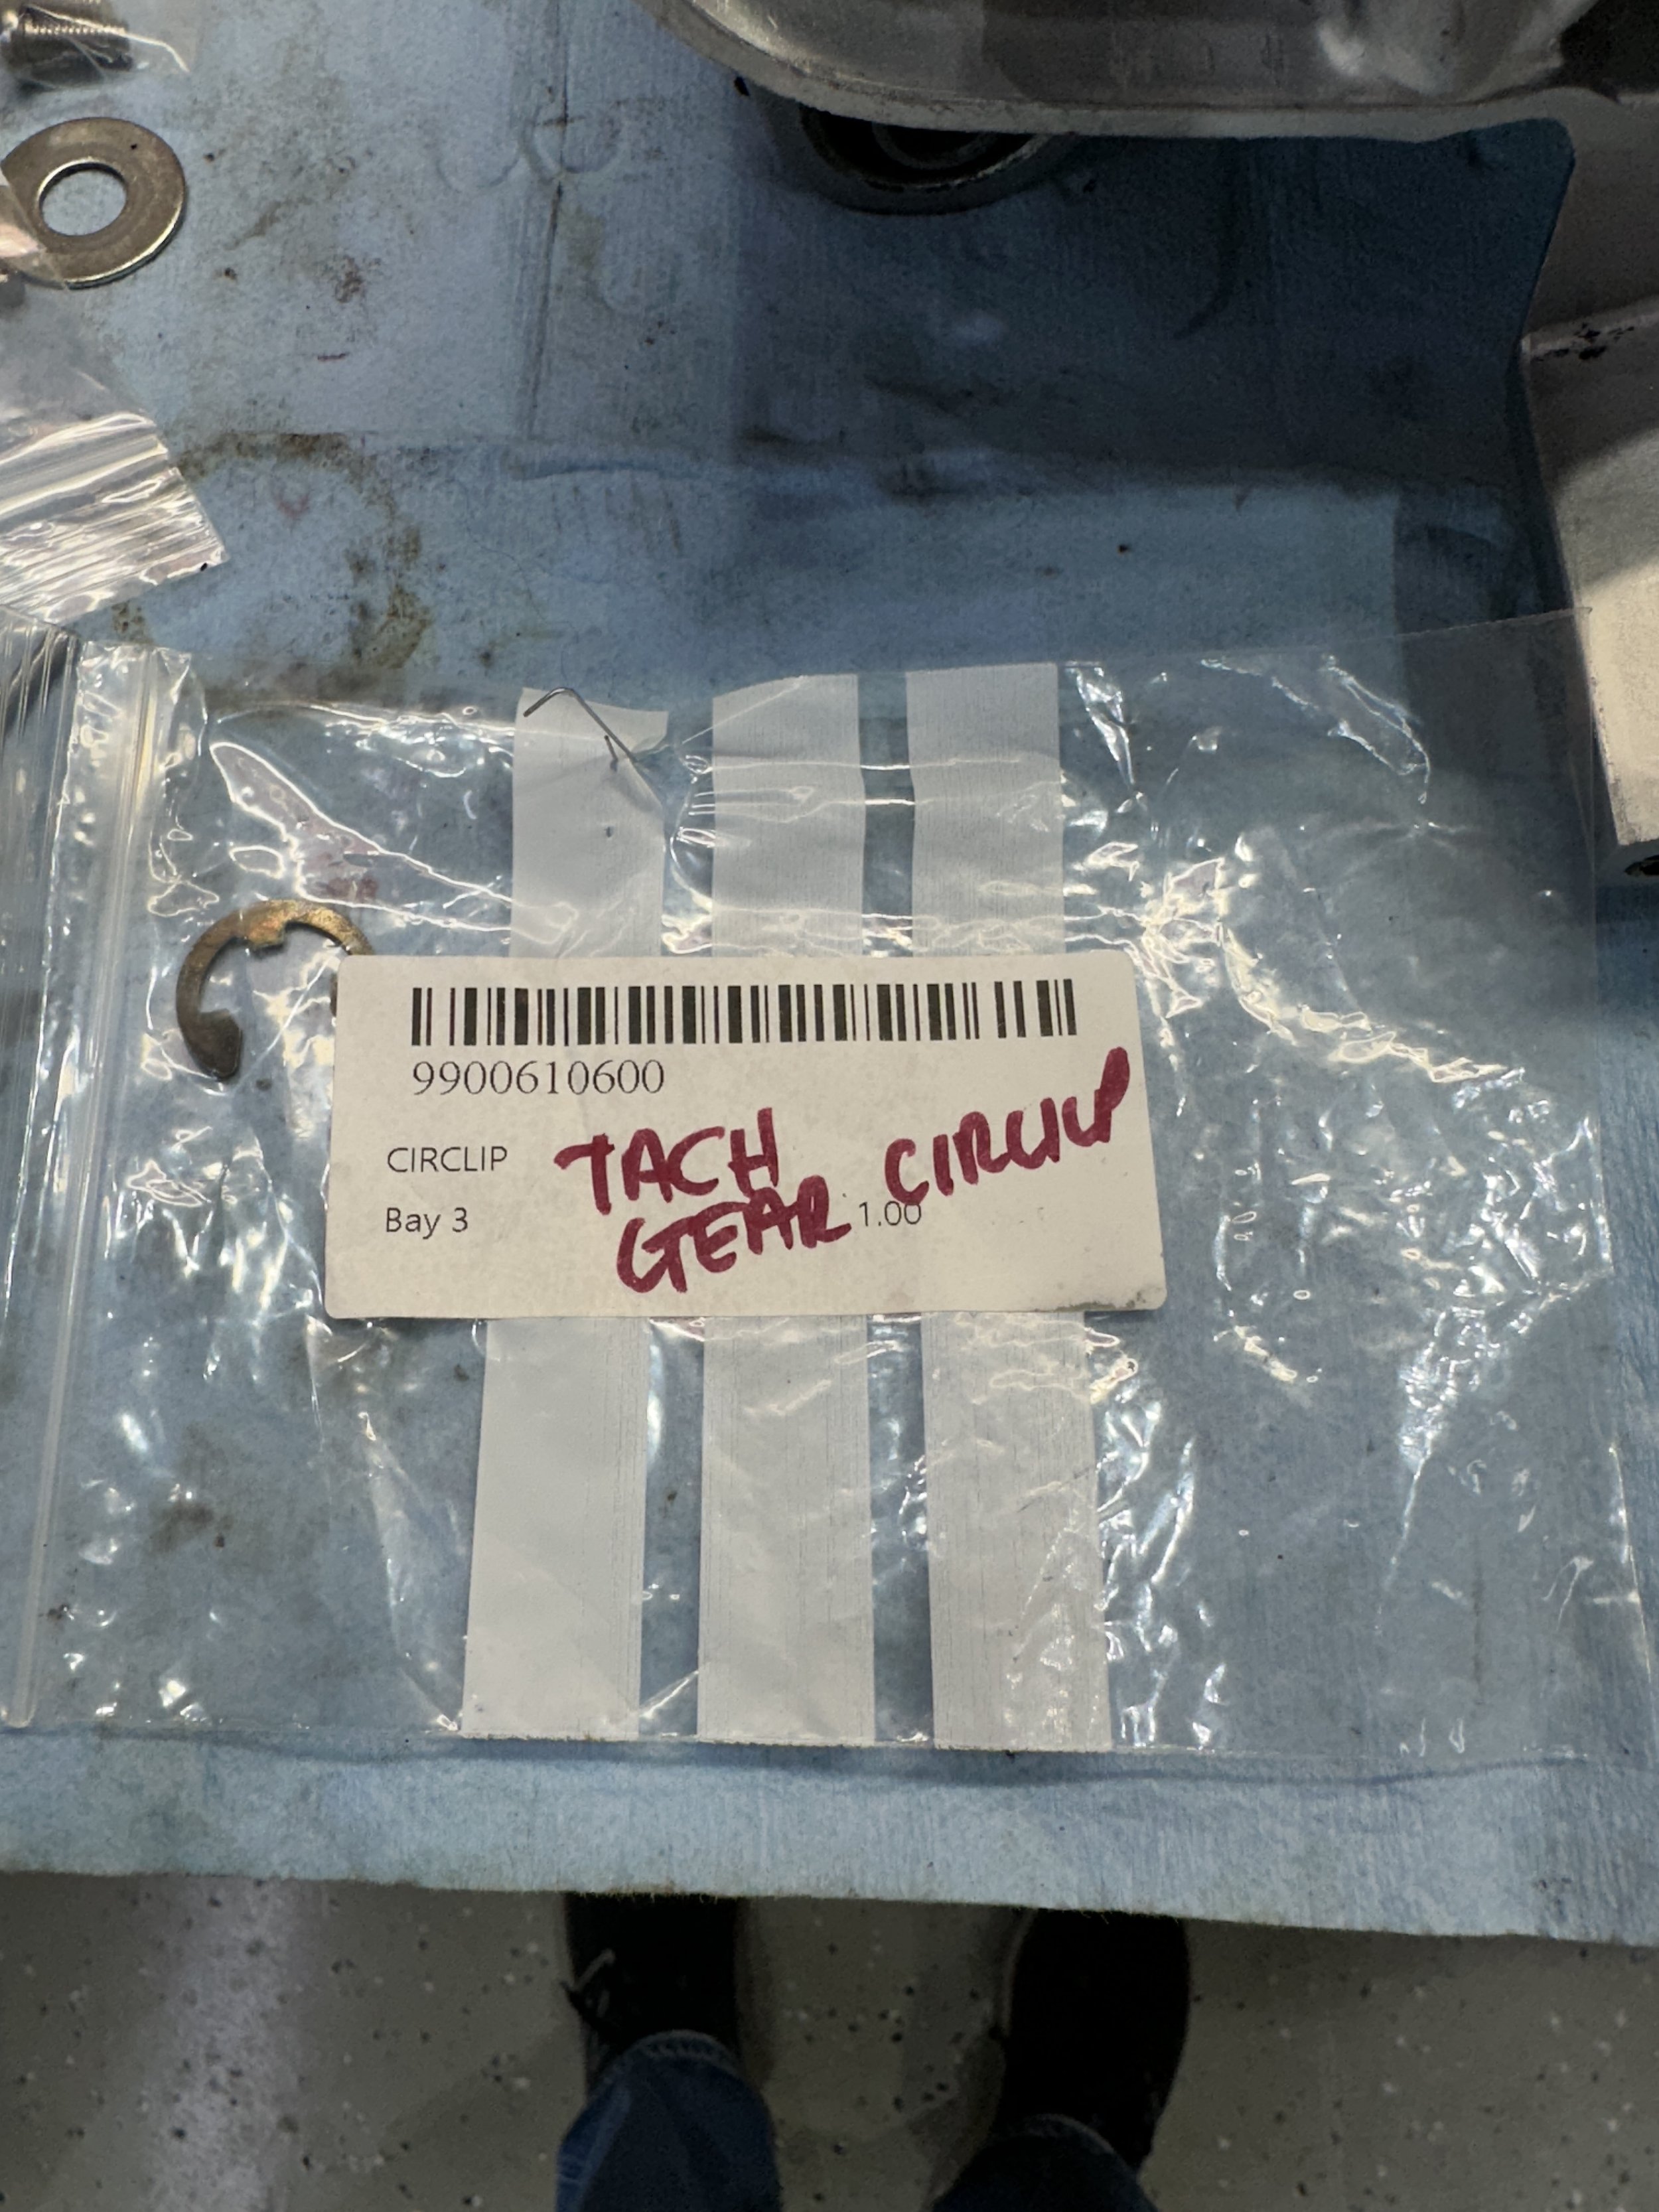 9900610600
CIRCLIP
TACH
GEAR CIRCLIP
Bay 3
1.00